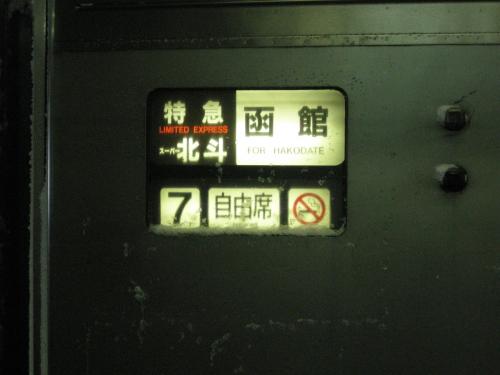 特急
LIMITED EXPRESS
スーパー北斗
函館
FOR HAKODATE
7 自由席